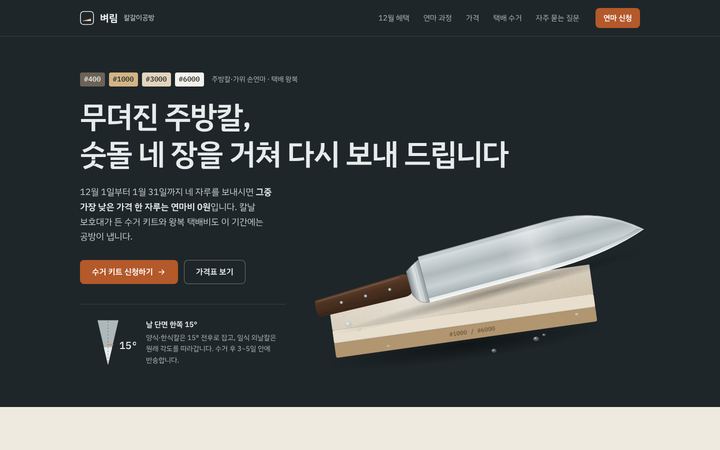 벼림 칼갈이공방
12월 혜택 연마 과정 가격 택배 수거 자주 묻는 질문 연마 신청
#400 #1000 #3000 #6000 주방칼·가위 손연마 · 택배 왕복
무뎌진 주방칼,
숫돌 네 장을 거쳐 다시 보내 드립니다
12월 1일부터 1월 31일까지 네 자루를 보내시면 그중
가장 낮은 가격 한 자루는 연마비 0원입니다. 칼날
보호대가 든 수거 키트와 왕복 택배비도 이 기간에는
공방이 냅니다.
수거 키트 신청하기 → 가격표 보기
15°
날 단면 한쪽 15°
양식·한식칼은 15° 전후로 잡고, 일식 외날칼은
원래 각도를 따라갑니다. 수거 후 3~5일 안에
반송합니다.
#1000 / #6000